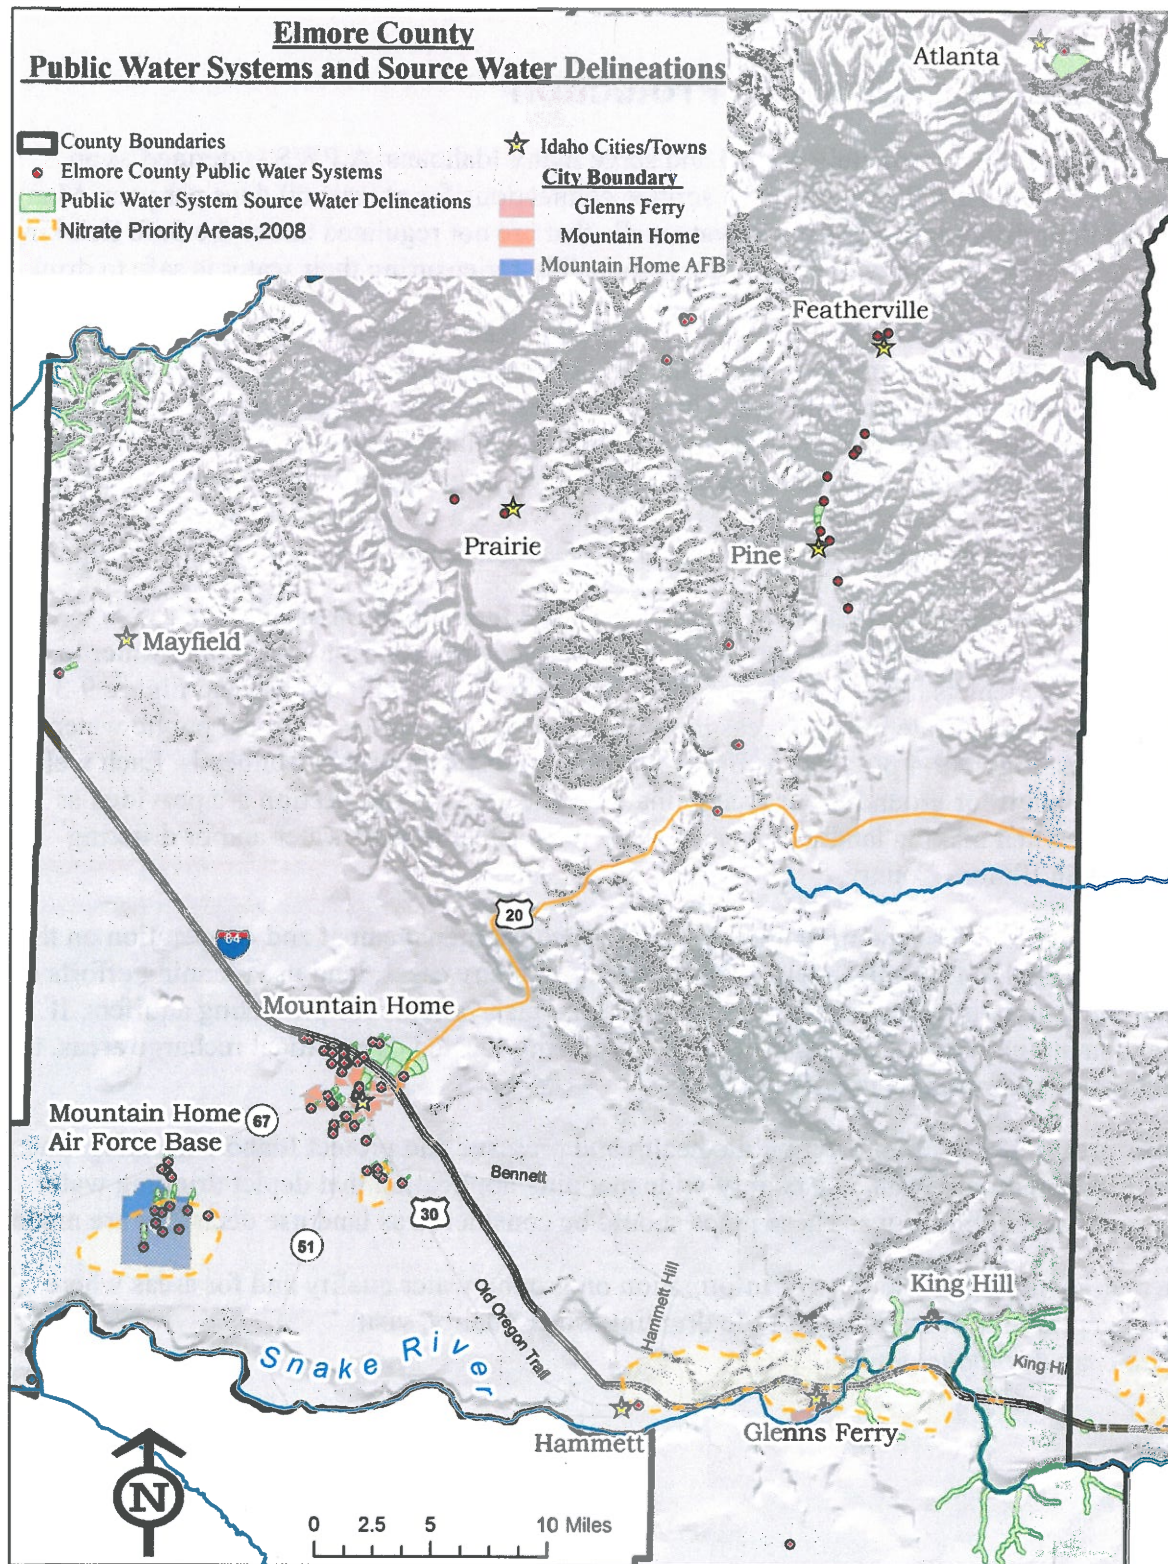 Elmore County
Public Water Systems and Source Water Delineations
County Boundaries
Elmore County Public Water Systems
Public Water System Source Water Delineations
Nitrate Priority Areas,2008
Idaho Cities/Towns
City Boundary
Glenns Ferry
Mountain Home
Mountain Home AFB
Atlanta
Featherville
Prairie
Pine
Mayfield
20
84
Mountain Home
Mountain Home
Air Force Base
67
Bennett
30
51
Old Oregon Trail
Hammett Hill
King Hill
King Hil
Snake River
Hammett
Glenns Ferry
N
0 2.5 5 10 Miles